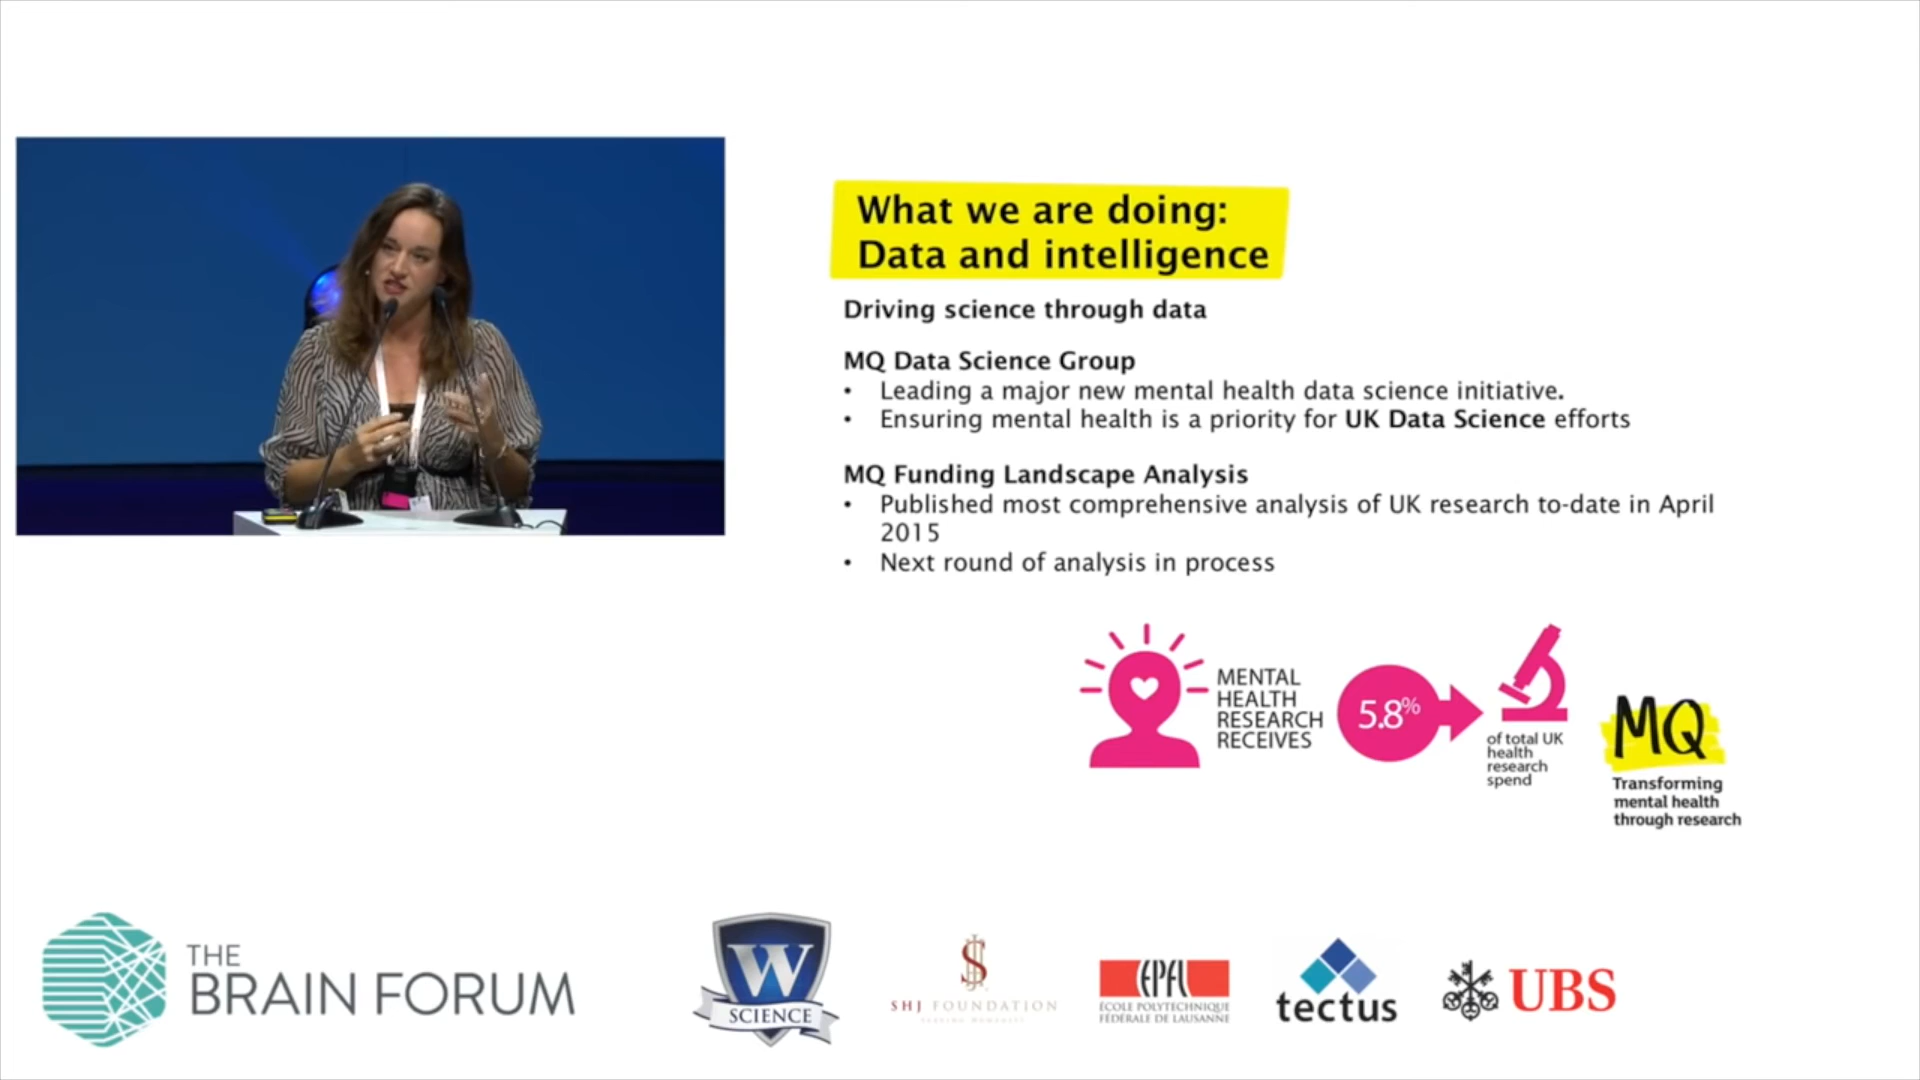 What we are doing:
Data and intelligence
Driving science through data
MQ Data Science Group
• Leading a major new mental health data science initiative.
• Ensuring mental health is a priority for UK Data Science efforts
MQ Funding Landscape Analysis
• Published most comprehensive analysis of UK research to-date in April
2015
• Next round of analysis in process
MENTAL
HEALTH
RESEARCH
RECEIVES
5.8%
of total UK
health
research
spend
MQ
Transforming
mental health
through research
THE
BRAIN FORUM
W
SCIENCE
SHJ FOUNDATION
EPFL
ÉCOLE POLYTECHNIQUE
FÉDÉRALE DE LAUSANNE
tectus
UBS